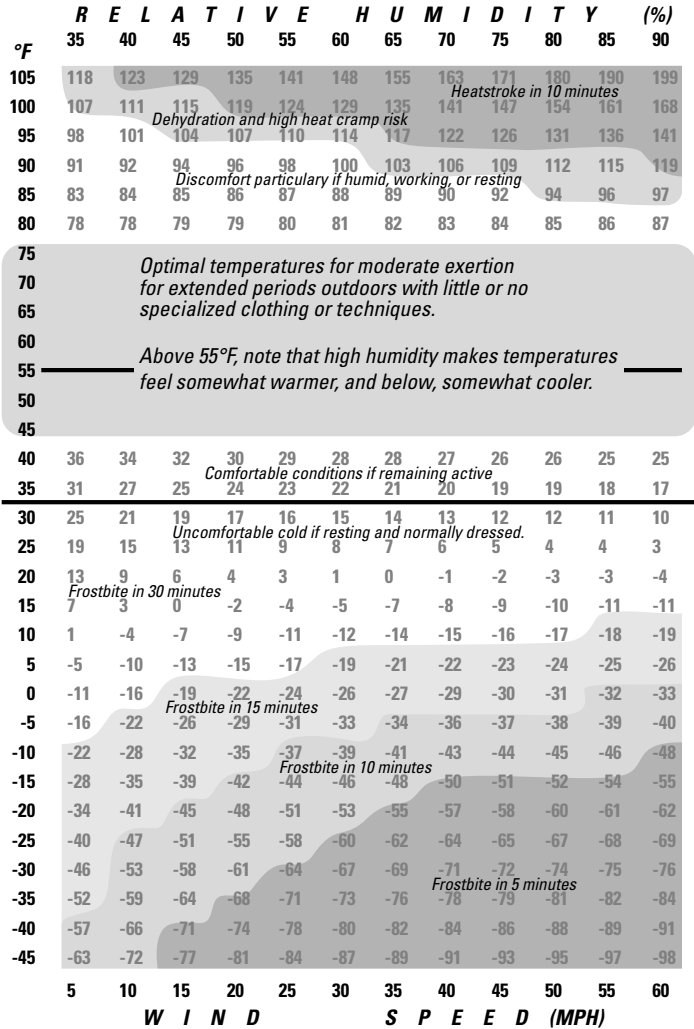 R E L A T I V E H U M I D I T Y (%)
°F 35 40 45 50 55 60 65 70 75 80 85 90
105 118 123 129 135 141 148 155 163 171 180 190 199
Heatstroke in 10 minutes
100 107 111 115 119 124 129 135 141 147 154 161 168
Dehydration and high heat cramp risk
95 98 101 104 107 110 114 117 122 126 131 136 141
90 91 92 94 96 98 100 103 106 109 112 115 119
Discomfort particulary if humid, working, or resting
85 83 84 85 86 87 88 89 90 92 94 96 97
80 78 78 79 79 80 81 82 83 84 85 86 87
75
Optimal temperatures for moderate exertion
70
for extended periods outdoors with little or no
65
specialized clothing or techniques.
60
Above 55°F, note that high humidity makes temperatures
55
feel somewhat warmer, and below, somewhat cooler.
50
45
40 36 34 32 30 29 28 28 27 26 26 25 25
Comfortable conditions if remaining active
35 31 27 25 24 23 22 21 20 19 19 18 17
30 25 21 19 17 16 15 14 13 12 12 11 10
Uncomfortable cold if resting and normally dressed.
25 19 15 13 11 9 8 7 6 5 4 4 3
20 13 9 6 4 3 1 0 -1 -2 -3 -3 -4
Frostbite in 30 minutes
15 7 3 0 -2 -4 -5 -7 -8 -9 -10 -11 -11
10 1 -4 -7 -9 -11 -12 -14 -15 -16 -17 -18 -19
5 -5 -10 -13 -15 -17 -19 -21 -22 -23 -24 -25 -26
0 -11 -16 -19 -22 -24 -26 -27 -29 -30 -31 -32 -33
Frostbite in 15 minutes
-5 -16 -22 -26 -29 -31 -33 -34 -36 -37 -38 -39 -40
-10 -22 -28 -32 -35 -37 -39 -41 -43 -44 -45 -46 -48
Frostbite in 10 minutes
-15 -28 -35 -39 -42 -44 -46 -48 -50 -51 -52 -54 -55
-20 -34 -41 -45 -48 -51 -53 -55 -57 -58 -60 -61 -62
-25 -40 -47 -51 -55 -58 -60 -62 -64 -65 -67 -68 -69
-30 -46 -53 -58 -61 -64 -67 -69 -71 -72 -74 -75 -76
Frostbite in 5 minutes
-35 -52 -59 -64 -68 -71 -73 -76 -78 -79 -81 -82 -84
-40 -57 -66 -71 -74 -78 -80 -82 -84 -86 -88 -89 -91
-45 -63 -72 -77 -81 -84 -87 -89 -91 -93 -95 -97 -98
5 10 15 20 25 30 35 40 45 50 55 60
W I N D S P E E D (MPH)